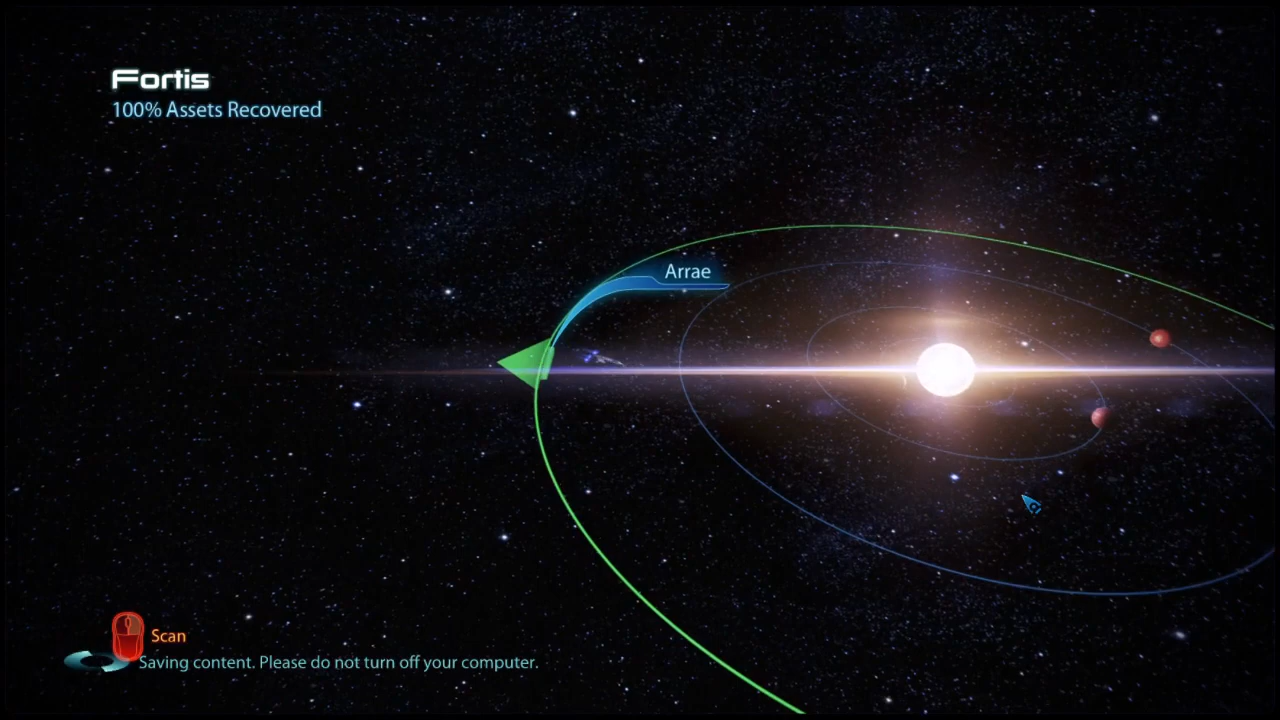 Fortis
100% Assets Recovered
Arrae
Scan
Saving content. Please do not turn off your computer.